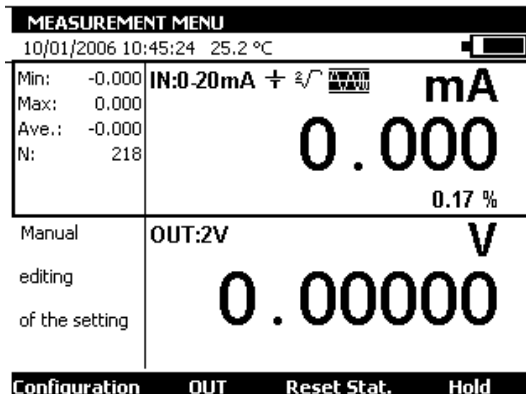 MEASUREMENT MENU
10/01/2006 10:45:24 25.2 °C
Min: -0.000
Max: 0.000
Ave.: -0.000
N: 218
IN:0-20mA
mA
0.000
0.17 %
Manual
editing
of the setting
OUT:2V
V
0.00000
Configuration OUT Reset Stat. Hold